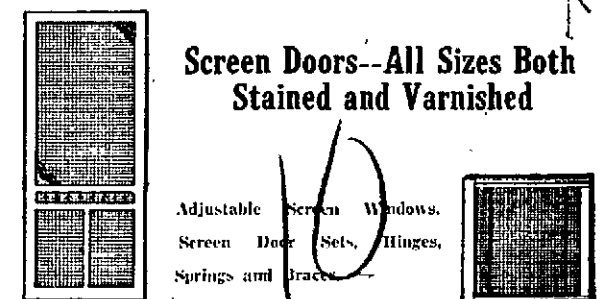 Screen Doors--All Sizes Both
Stained and Varnished
Adjustable Screen Windows,
Screen Door Sets, Hinges,
Springs and Braces